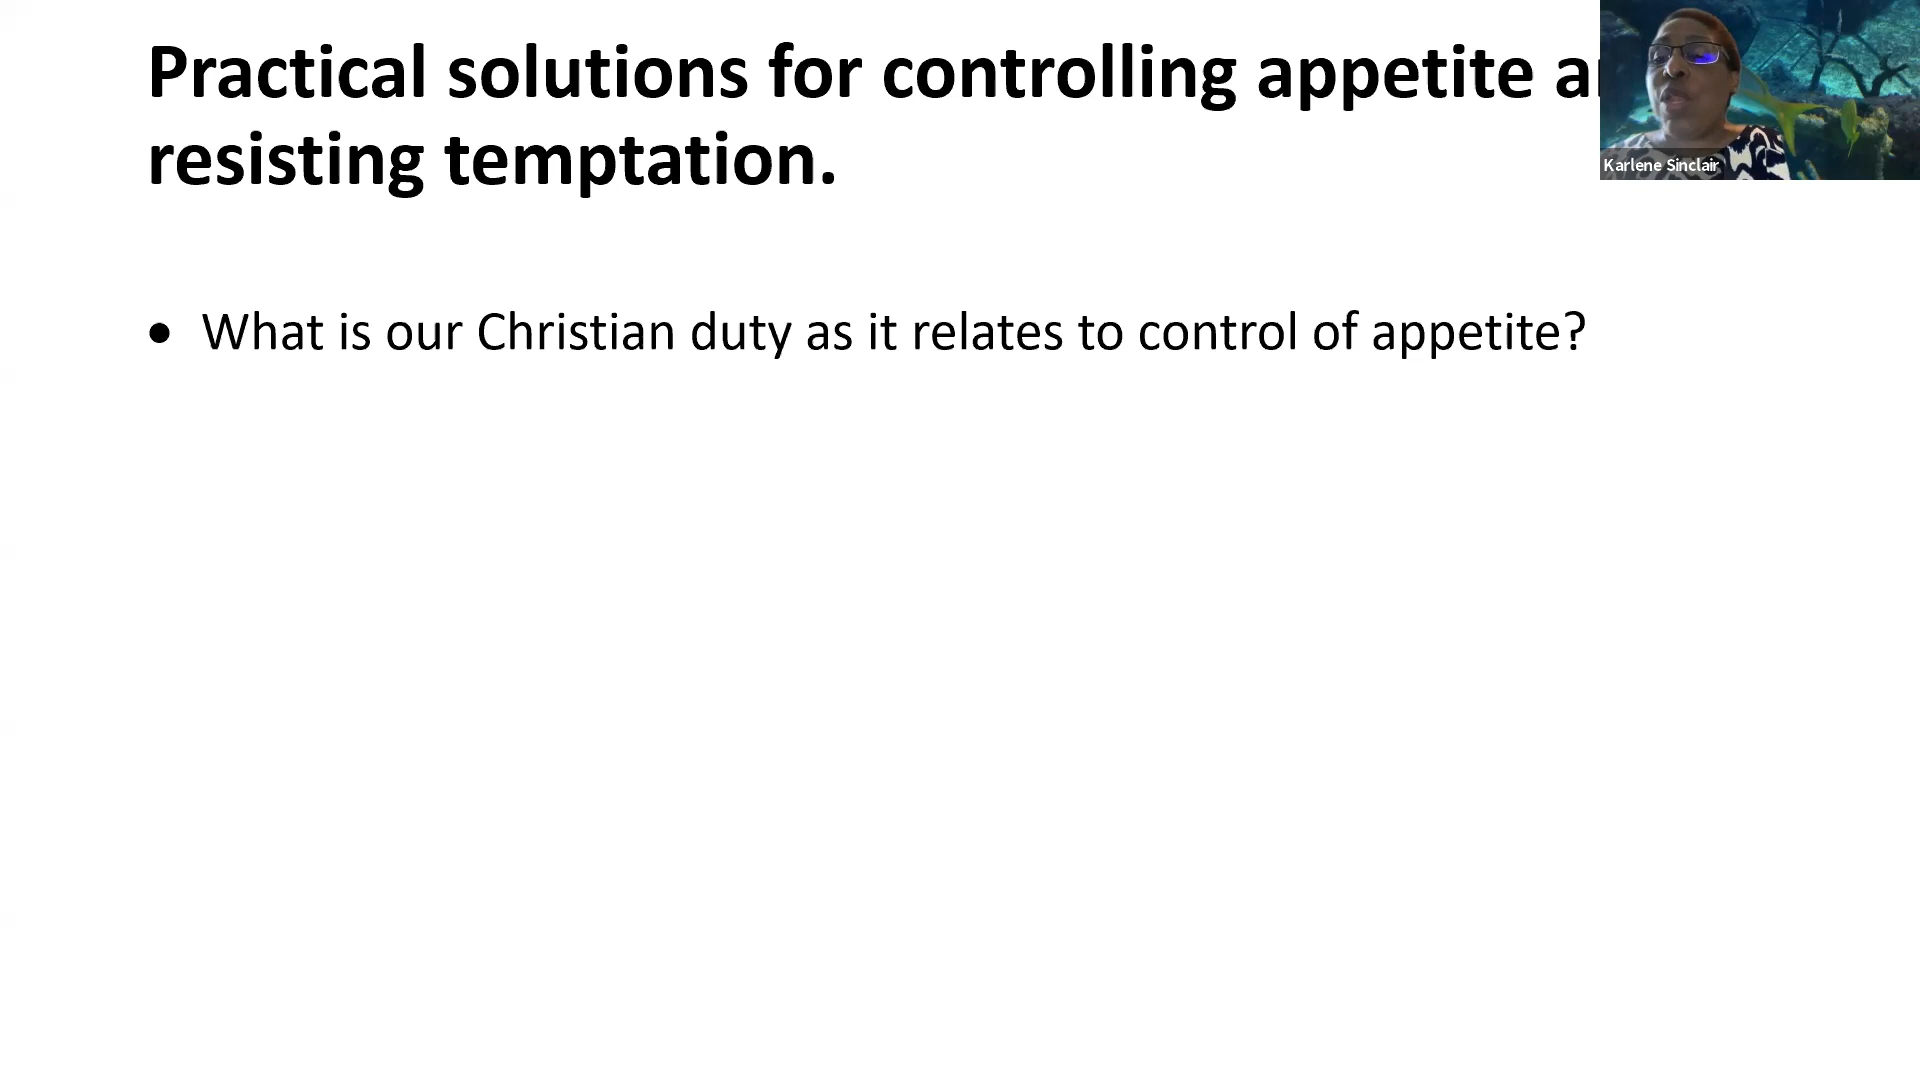 Practical solutions for controlling appetite
resisting temptation.
• What is our Christian duty as it relates to control of appetite?
Karlene Sinclair